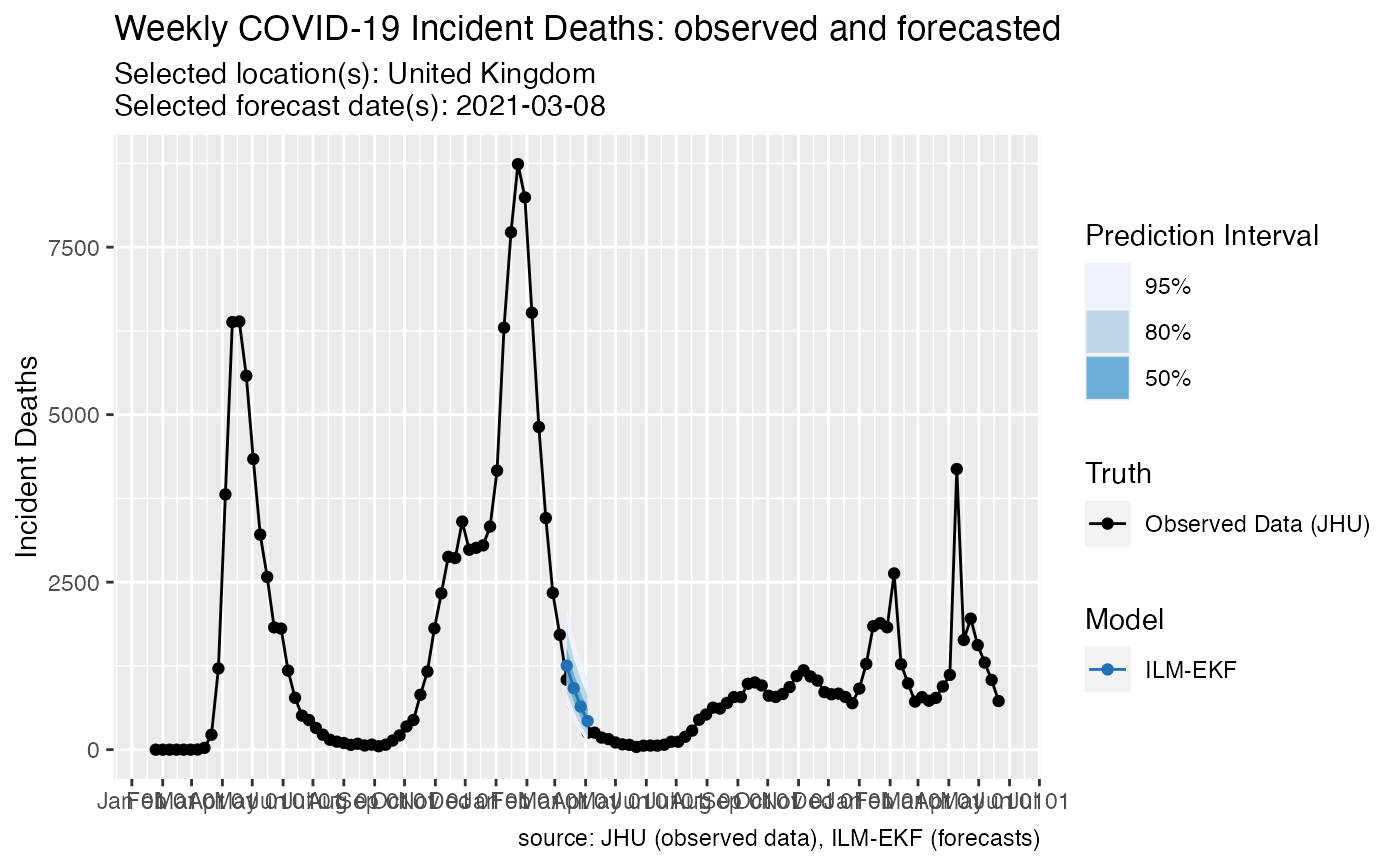 Weekly COVID-19 Incident Deaths: observed and forecasted
Selected location(s): United Kingdom
Selected forecast date(s): 2021-03-08
Incident Deaths
7500
5000
2500
0
Prediction Interval
95%
80%
50%
Truth
Observed Data (JHU)
Model
ILM-EKF
source: JHU (observed data), ILM-EKF (forecasts)